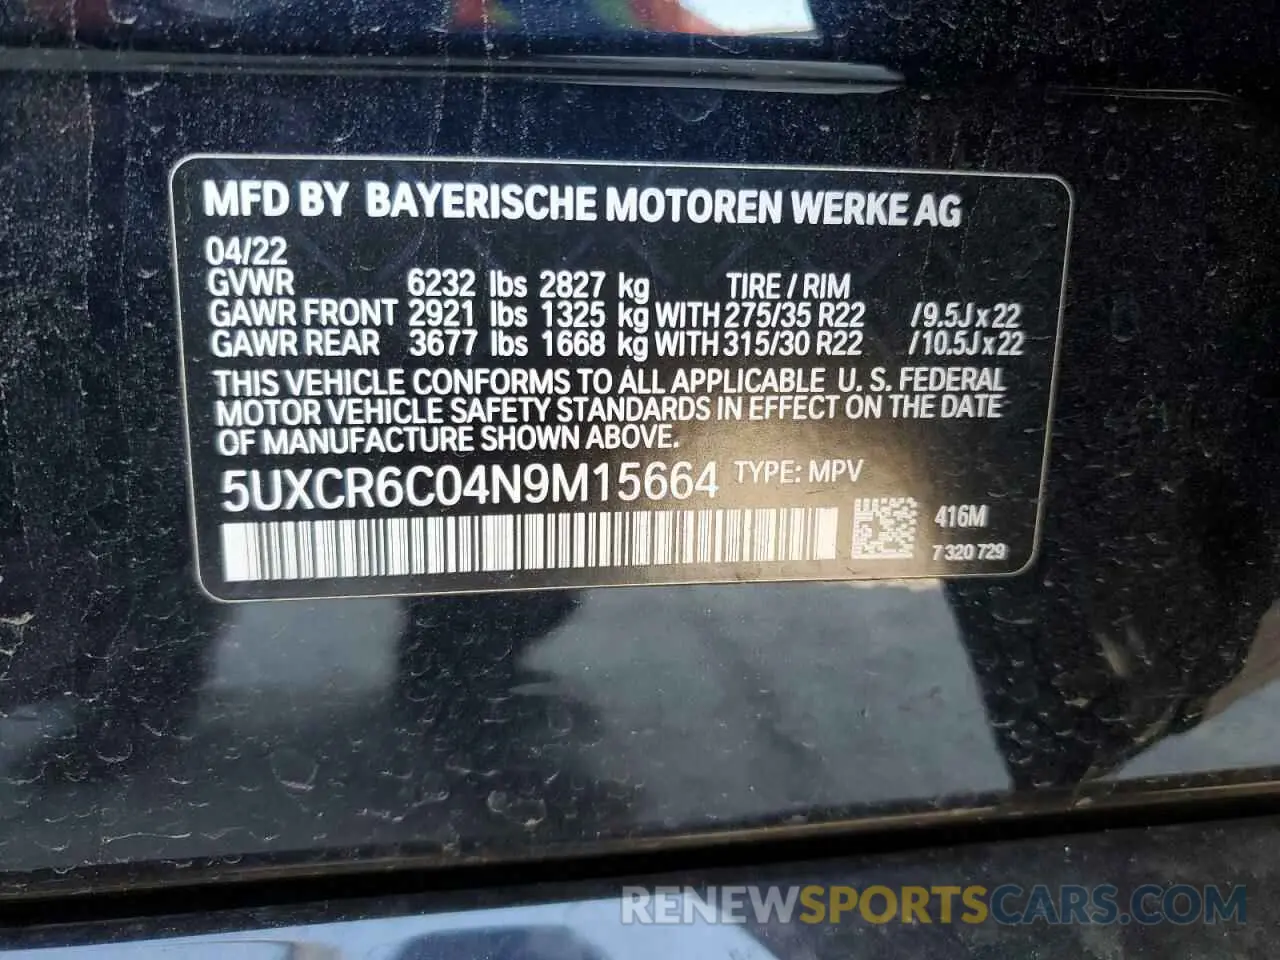 MFD BY BAYERISCHE MOTOREN WERKE AG
04/22
GVWR 6232 lbs 2827 kg TIRE / RIM
GAWR FRONT 2921 lbs 1325 kg WITH 275/35 R22 /9.5J x 22
GAWR REAR 3677 lbs 1668 kg WITH 315/30 R22 /10.5J x 22
THIS VEHICLE CONFORMS TO ALL APPLICABLE U. S. FEDERAL
MOTOR VEHICLE SAFETY STANDARDS IN EFFECT ON THE DATE
OF MANUFACTURE SHOWN ABOVE.
5UXCR6C04N9M15664 TYPE: MPV
416M
7 320 729
RENEWSPORTSCARS.COM